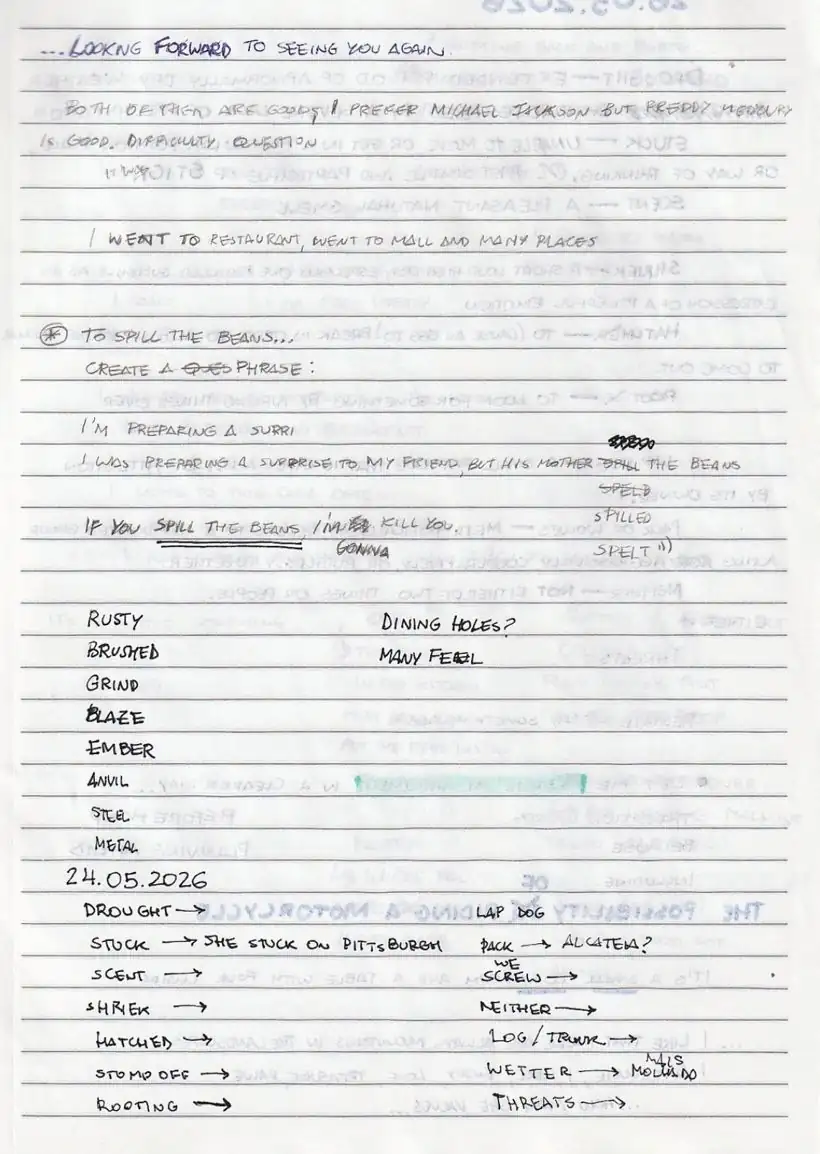 ...LOOKING FORWARD TO SEEING YOU AGAIN.
BOTH OF THEM ARE GOODS, I PREFER MICHAEL JACKSON BUT FREDDY MERCURY
IS GOOD. DIFFICULTY QUESTION
I WENT TO RESTAURANT, WENT TO MALL AND MANY PLACES
* TO SPILL THE BEANS...
CREATE A QUES PHRASE:
I'M PREPARING A SURRI
I WAS PREPARING A SURPRISE TO MY FRIEND, BUT HIS MOTHER SPILL THE BEANS
SPELD
SPILLED
SPELT
IF YOU SPILL THE BEANS, I'M KILL YOU.
GONNA
RUSTY
DINING HOLES?
BRUSHED
MANY FEEL
GRIND
BLAZE
EMBER
ANVIL
STEEL
METAL
24.05.2026
DROUGHT →
LAP DOG
STUCK → SHE STUCK ON PITTSBURGH
PACK → ALCATEIA?
SCENT →
WE
SCREW →
SHRIEK →
NEITHER →
HATCHED →
LOG/TRUNK →
STOMP OFF →
WETTER → MAIS
MOLHADO
ROOTING →
THREATS →